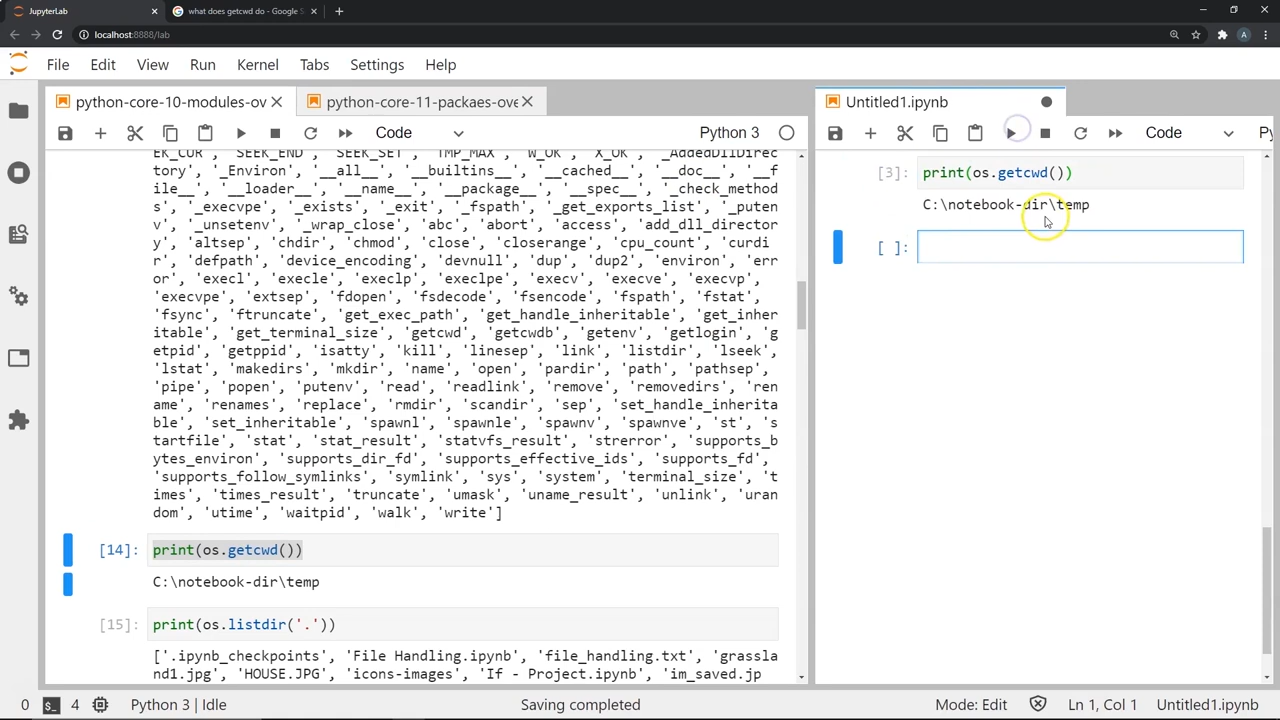 JupyterLab
what does getcwd do - Google S
localhost:8888/lab
A
File Edit View Run Kernel Tabs Settings Help
python-core-10-modules-ov
python-core-11-packaes-ove
Code
Python 3
EK_CUR', 'SEEK_END', 'SEEK_SET', 'TMP_MAX', 'W_OK', 'X_OK', '_AddedDllDirec
tory', '_Environ', '__all__', '__builtins__', '__cached__', '__doc__', '__f
ile__', '__loader__', '__name__', '__package__', '__spec__', '_check_method
s', '_execvpe', '_exists', '_exit', '_fspath', '_get_exports_list', '_puten
v', '_unsetenv', '_wrap_close', 'abc', 'abort', 'access', 'add_dll_director
y', 'altsep', 'chdir', 'chmod', 'close', 'closerange', 'cpu_count', 'curdi
r', 'defpath', 'device_encoding', 'devnull', 'dup', 'dup2', 'environ', 'err
or', 'execl', 'execle', 'execlp', 'execlpe', 'execv', 'execve', 'execvp',
'execvpe', 'extsep', 'fdopen', 'fsdecode', 'fsencode', 'fspath', 'fstat',
'fsync', 'ftruncate', 'get_exec_path', 'get_handle_inheritable', 'get_inher
itable', 'get_terminal_size', 'getcwd', 'getcwdb', 'getenv', 'getlogin', 'g
etpid', 'getppid', 'isatty', 'kill', 'linesep', 'link', 'listdir', 'lseek',
'lstat', 'makedirs', 'mkdir', 'name', 'open', 'pardir', 'path', 'pathsep',
'pipe', 'popen', 'putenv', 'read', 'readlink', 'remove', 'removedirs', 'ren
ame', 'renames', 'replace', 'rmdir', 'scandir', 'sep', 'set_handle_inherita
ble', 'set_inheritable', 'spawnl', 'spawnle', 'spawnv', 'spawnve', 'st', 's
tartfile', 'stat', 'stat_result', 'statvfs_result', 'strerror', 'supports_b
ytes_environ', 'supports_dir_fd', 'supports_effective_ids', 'supports_fd',
'supports_follow_symlinks', 'symlink', 'sys', 'system', 'terminal_size', 't
imes', 'times_result', 'truncate', 'umask', 'uname_result', 'unlink', 'uran
dom', 'utime', 'waitpid', 'walk', 'write']
[14]: print(os.getcwd())
C:\notebook-dir\temp
[15]: print(os.listdir('.'))
['.ipynb_checkpoints', 'File Handling.ipynb', 'file_handling.txt', 'grassla
nd1.jpg', 'HOUSE.JPG', 'icons-images', 'If - Project.ipynb', 'im_saved.jp
Untitled1.ipynb
Code
Py
[3]: print(os.getcwd())
C:\notebook-dir\temp
[ ]:
0 $_ 4 Python 3 | Idle Saving completed Mode: Edit Ln 1, Col 1 Untitled1.ipynb